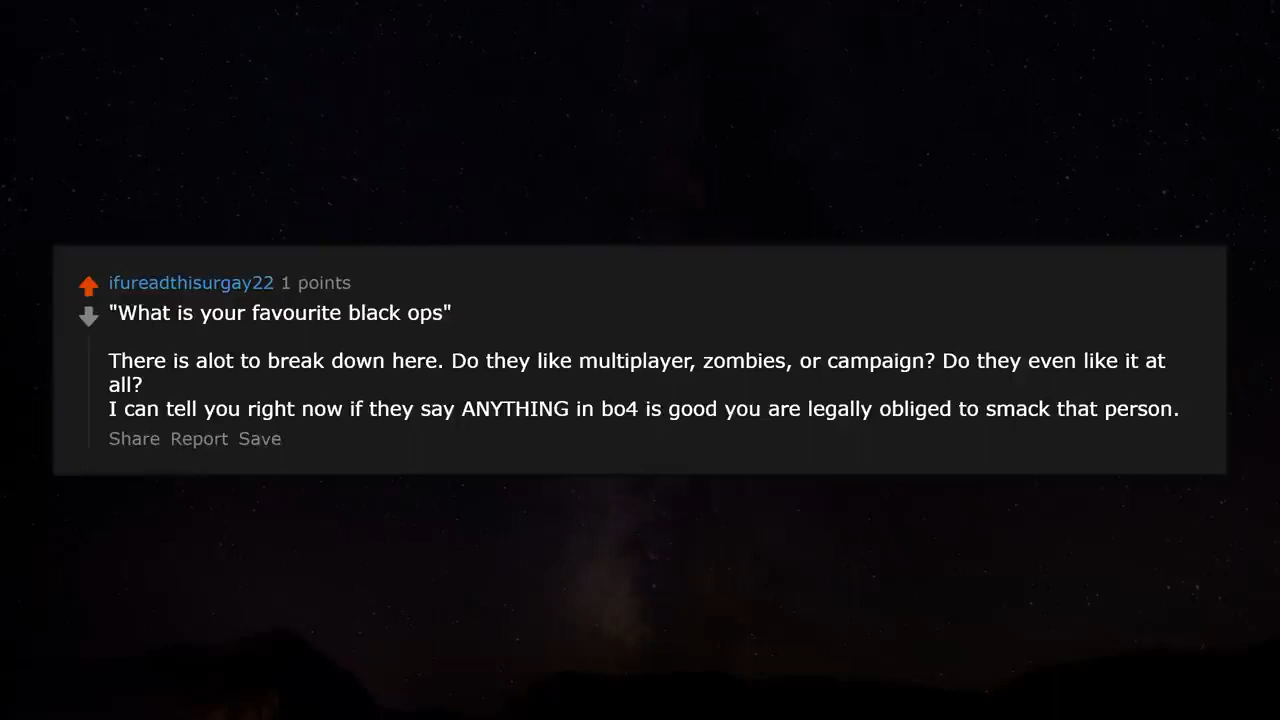 ifureadthisurgay22 1 points
"What is your favourite black ops"
There is alot to break down here. Do they like multiplayer, zombies, or campaign? Do they even like it at
all?
I can tell you right now if they say ANYTHING in bo4 is good you are legally obliged to smack that person.
Share Report Save